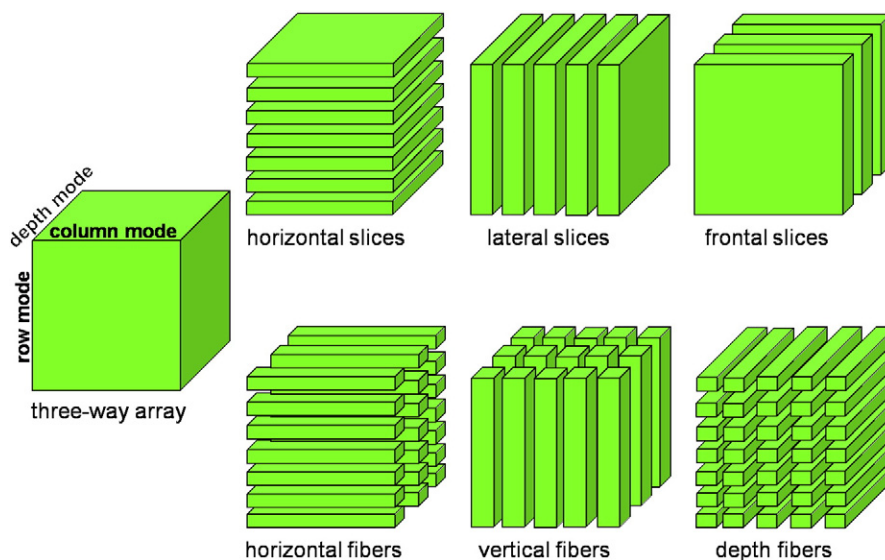 horizontal slices
lateral slices
frontal slices
depth mode
column mode
row mode
three-way array
horizontal fibers
vertical fibers
depth fibers